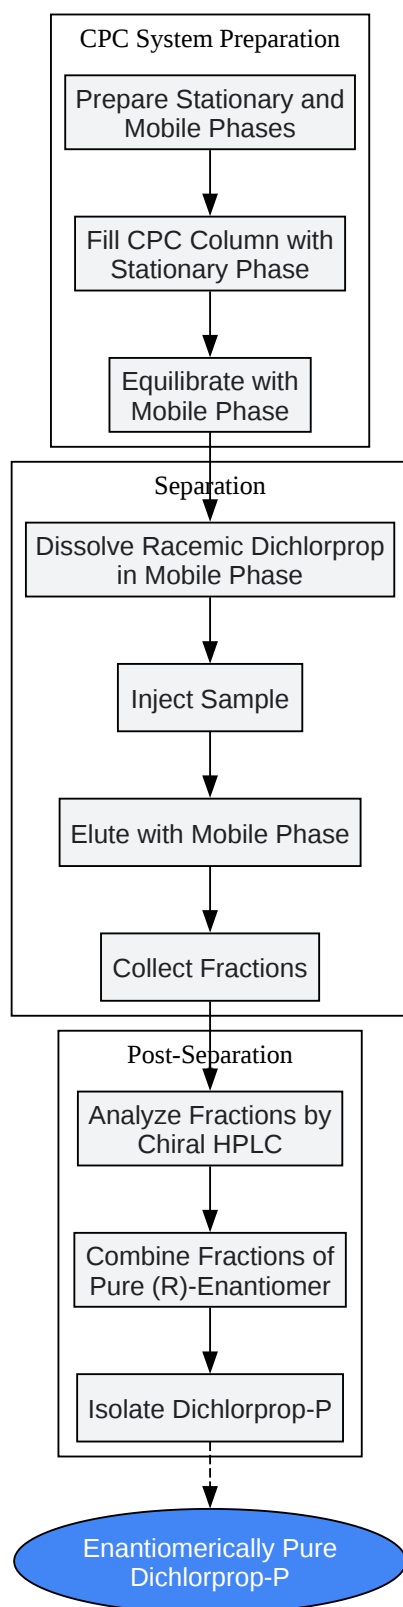 CPC System Preparation
Prepare Stationary and
Mobile Phases
Fill CPC Column with
Stationary Phase
Equilibrate with
Mobile Phase
Separation
Dissolve Racemic Dichlorprop
in Mobile Phase
Inject Sample
Elute with Mobile Phase
Collect Fractions
Post-Separation
Analyze Fractions by
Chiral HPLC
Combine Fractions of
Pure (R)-Enantiomer
Isolate Dichlorprop-P
Enantiomerically Pure
Dichlorprop-P